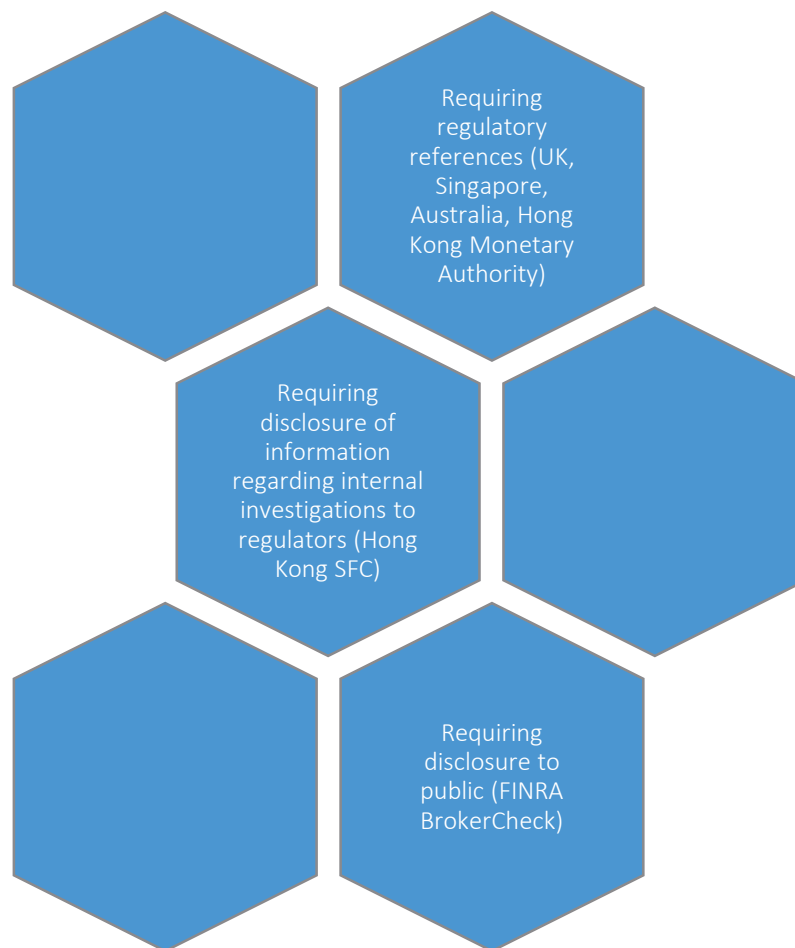 Requiring
regulatory
references (UK,
Singapore,
Australia, Hong
Kong Monetary
Authority)
Requiring
disclosure of
information
regarding internal
investigations to
regulators (Hong
Kong SFC)
Requiring
disclosure to
public (FINRA
BrokerCheck)